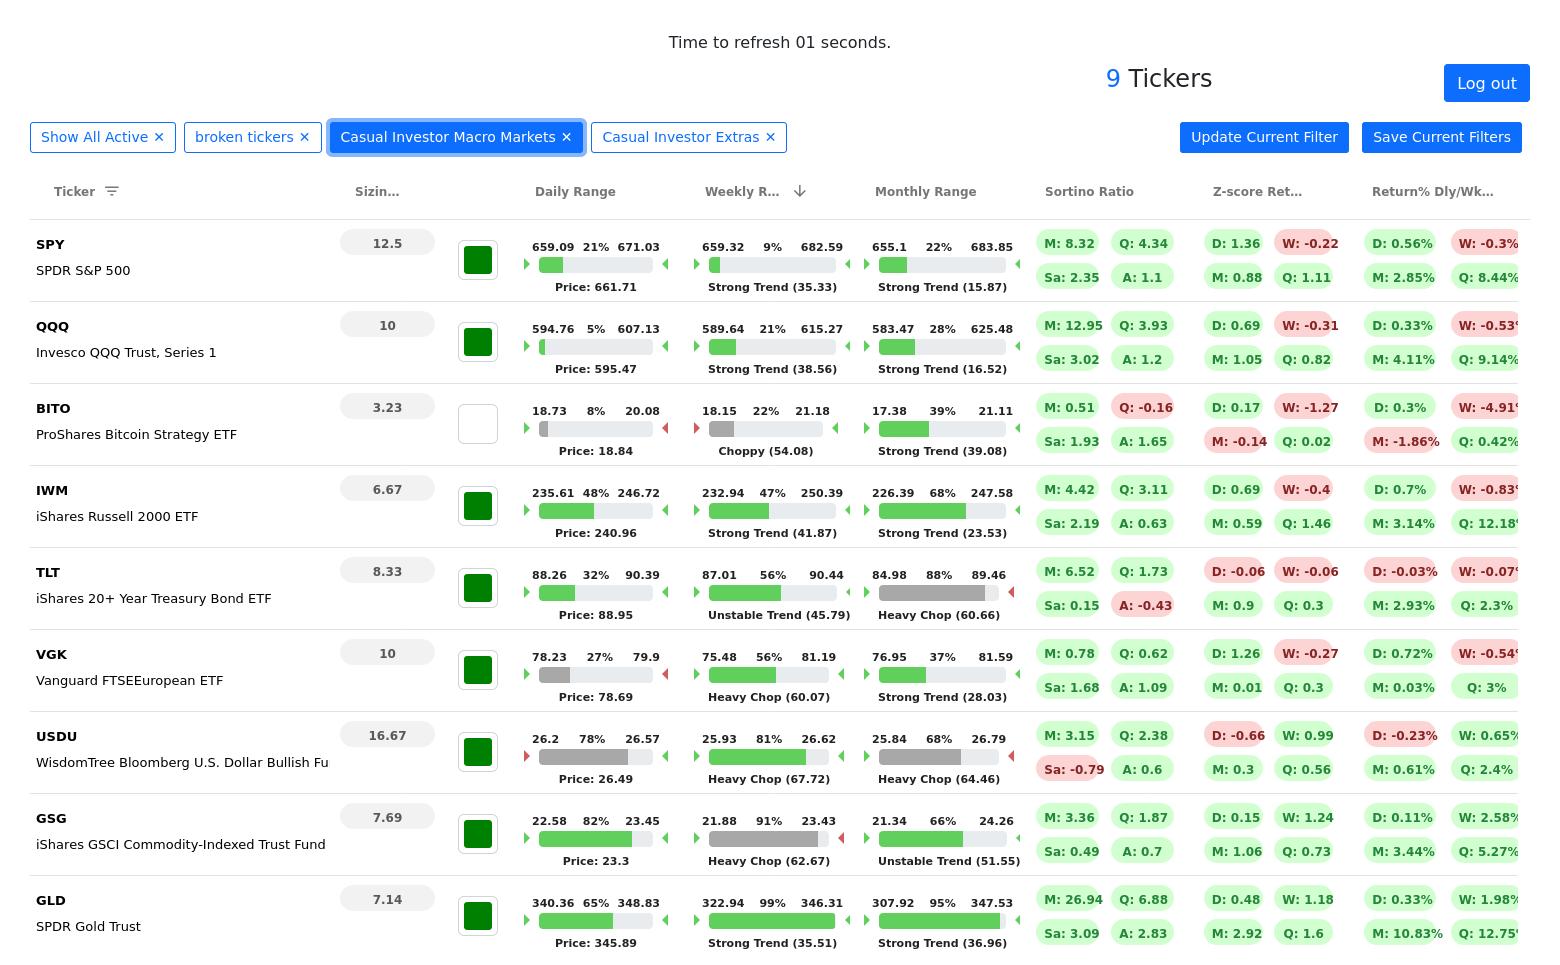 Time to refresh 01 seconds.
9 Tickers
Log out
Show All Active ✕ broken tickers ✕ Casual Investor Macro Markets ✕ Casual Investor Extras ✕ Update Current Filter Save Current Filters
Ticker Sizin… Daily Range Weekly R… Monthly Range Sortino Ratio Z-score Ret… Return% Dly/Wk…
SPY 12.5 659.09 21% 671.03 659.32 9% 682.59 655.1 22% 683.85 M: 8.32 Q: 4.34 D: 1.36 W: -0.22 D: 0.56% W: -0.3%
SPDR S&P 500 Price: 661.71 Strong Trend (35.33) Strong Trend (15.87) Sa: 2.35 A: 1.1 M: 0.88 Q: 1.11 M: 2.85% Q: 8.44%
QQQ 10 594.76 5% 607.13 589.64 21% 615.27 583.47 28% 625.48 M: 12.95 Q: 3.93 D: 0.69 W: -0.31 D: 0.33% W: -0.53%
Invesco QQQ Trust, Series 1 Price: 595.47 Strong Trend (38.56) Strong Trend (16.52) Sa: 3.02 A: 1.2 M: 1.05 Q: 0.82 M: 4.11% Q: 9.14%
BITO 3.23 18.73 8% 20.08 18.15 22% 21.18 17.38 39% 21.11 M: 0.51 Q: -0.16 D: 0.17 W: -1.27 D: 0.3% W: -4.91%
ProShares Bitcoin Strategy ETF Price: 18.84 Choppy (54.08) Strong Trend (39.08) Sa: 1.93 A: 1.65 M: -0.14 Q: 0.02 M: -1.86% Q: 0.42%
IWM 6.67 235.61 48% 246.72 232.94 47% 250.39 226.39 68% 247.58 M: 4.42 Q: 3.11 D: 0.69 W: -0.4 D: 0.7% W: -0.83%
iShares Russell 2000 ETF Price: 240.96 Strong Trend (41.87) Strong Trend (23.53) Sa: 2.19 A: 0.63 M: 0.59 Q: 1.46 M: 3.14% Q: 12.18%
TLT 8.33 88.26 32% 90.39 87.01 56% 90.44 84.98 88% 89.46 M: 6.52 Q: 1.73 D: -0.06 W: -0.06 D: -0.03% W: -0.07%
iShares 20+ Year Treasury Bond ETF Price: 88.95 Unstable Trend (45.79) Heavy Chop (60.66) Sa: 0.15 A: -0.43 M: 0.9 Q: 0.3 M: 2.93% Q: 2.3%
VGK 10 78.23 27% 79.9 75.48 56% 81.19 76.95 37% 81.59 M: 0.78 Q: 0.62 D: 1.26 W: -0.27 D: 0.72% W: -0.54%
Vanguard FTSEEuropean ETF Price: 78.69 Heavy Chop (60.07) Strong Trend (28.03) Sa: 1.68 A: 1.09 M: 0.01 Q: 0.3 M: 0.03% Q: 3%
USDU 16.67 26.2 78% 26.57 25.93 81% 26.62 25.84 68% 26.79 M: 3.15 Q: 2.38 D: -0.66 W: 0.99 D: -0.23% W: 0.65%
WisdomTree Bloomberg U.S. Dollar Bullish Fu Price: 26.49 Heavy Chop (67.72) Heavy Chop (64.46) Sa: -0.79 A: 0.6 M: 0.3 Q: 0.56 M: 0.61% Q: 2.4%
GSG 7.69 22.58 82% 23.45 21.88 91% 23.43 21.34 66% 24.26 M: 3.36 Q: 1.87 D: 0.15 W: 1.24 D: 0.11% W: 2.58%
iShares GSCI Commodity-Indexed Trust Fund Price: 23.3 Heavy Chop (62.67) Unstable Trend (51.55) Sa: 0.49 A: 0.7 M: 1.06 Q: 0.73 M: 3.44% Q: 5.27%
GLD 7.14 340.36 65% 348.83 322.94 99% 346.31 307.92 95% 347.53 M: 26.94 Q: 6.88 D: 0.48 W: 1.18 D: 0.33% W: 1.98%
SPDR Gold Trust Price: 345.89 Strong Trend (35.51) Strong Trend (36.96) Sa: 3.09 A: 2.83 M: 2.92 Q: 1.6 M: 10.83% Q: 12.75%